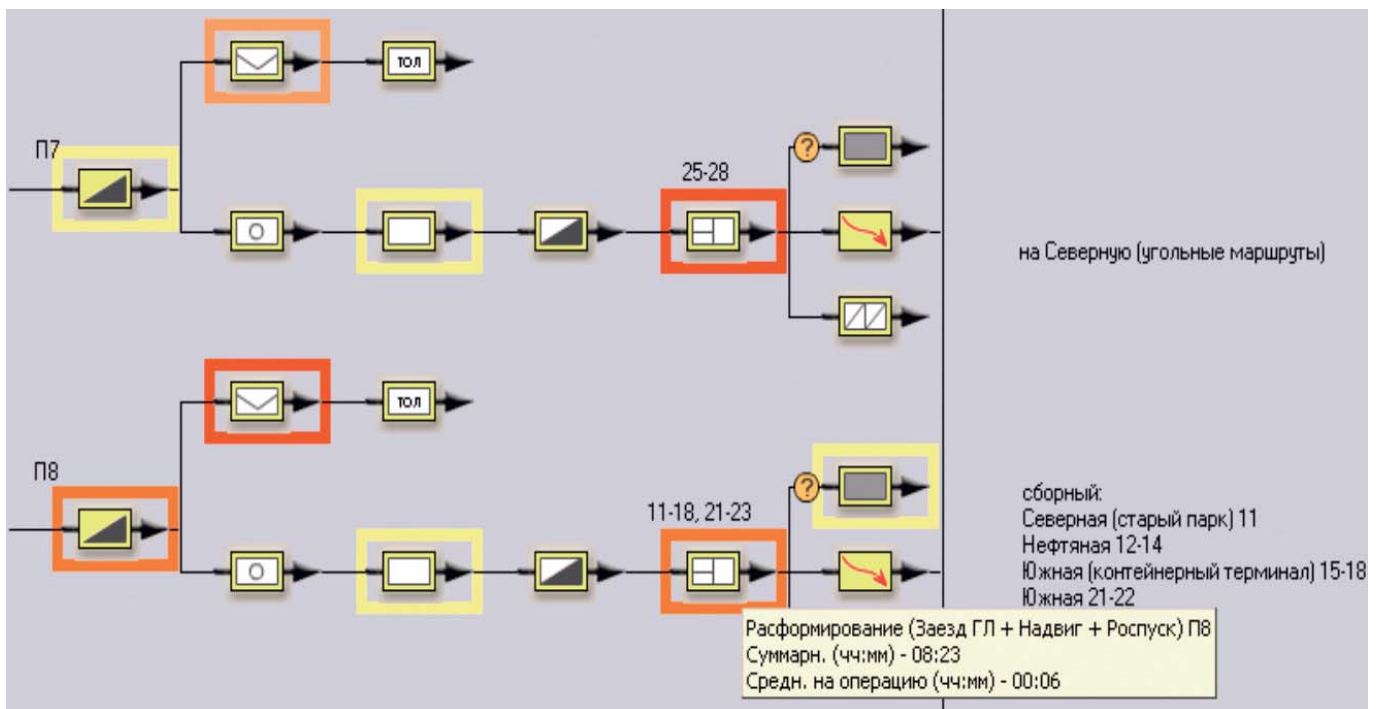 тол
П7
?
25-28
О
на Северную (угольные маршруты)
тол
П8
?
11-18, 21-23
О
сборный:
Северная (старый парк) 11
Нефтяная 12-14
Южная (контейнерный терминал) 15-18
Южная 21-22
Расформирование (Заезд ГЛ + Надвиг + Роспуск) П8
Суммарн. (чч:мм) - 08:23
Средн. на операцию (чч:мм) - 00:06